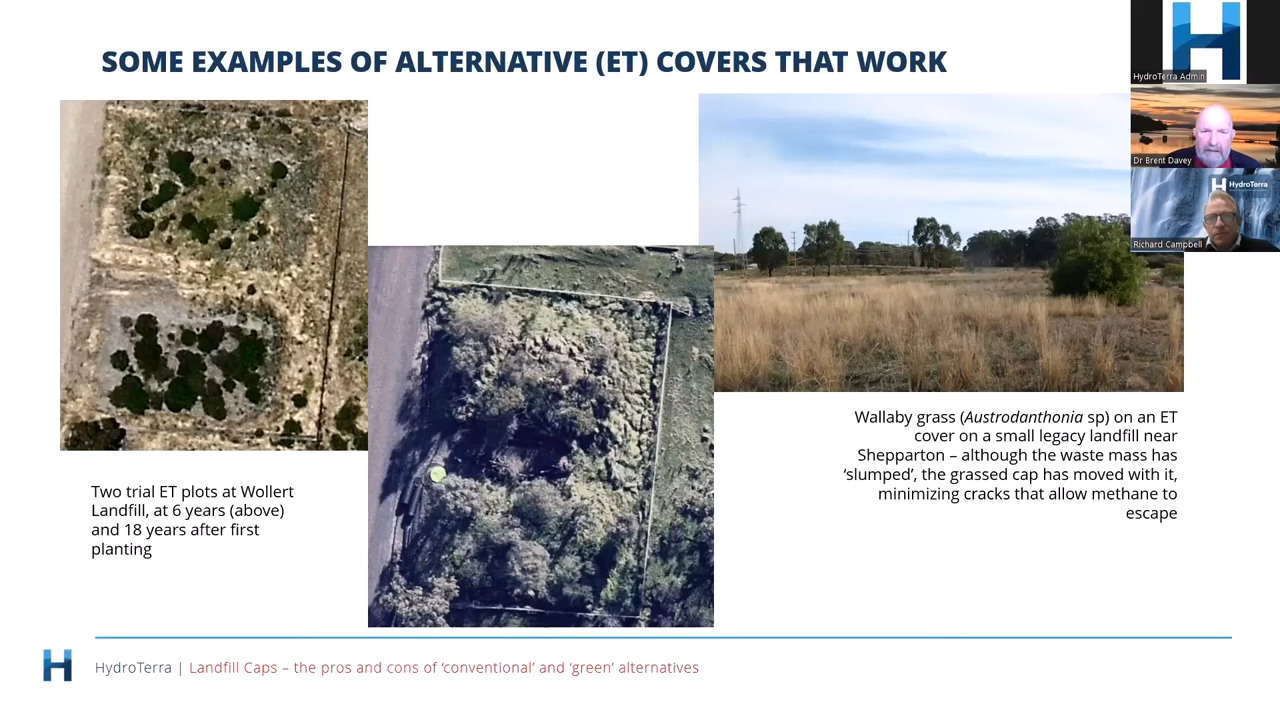 SOME EXAMPLES OF ALTERNATIVE (ET) COVERS THAT WORK
HydroTerra Admin
Dr Brent Davey
HydroTerra
Richard Campbell
Wallaby grass (Austrodanthonia sp) on an ET
cover on a small legacy landfill near
Shepparton – although the waste mass has
‘slumped’, the grassed cap has moved with it,
minimizing cracks that allow methane to
escape
Two trial ET plots at Wollert
Landfill, at 6 years (above)
and 18 years after first
planting
HydroTerra | Landfill Caps – the pros and cons of ‘conventional’ and ‘green’ alternatives